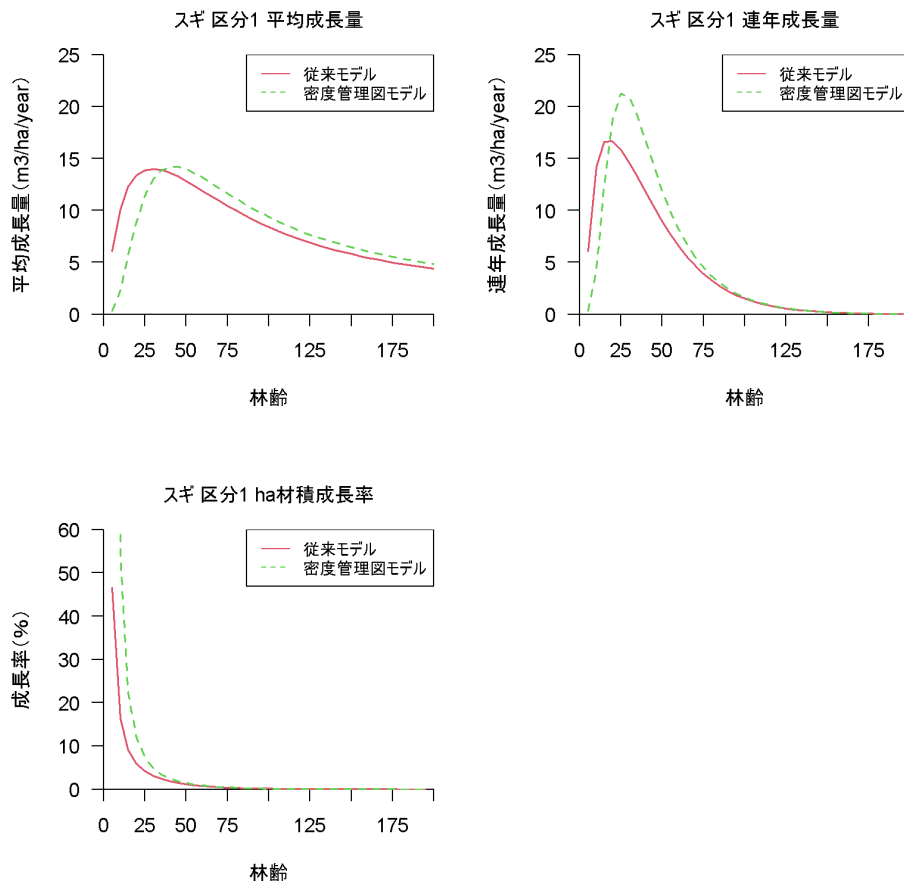 スギ 区分1 平均成長量
平均成長量(m3/ha/year)
25
20
15
10
5
0
従来モデル
密度管理図モデル
0 25 50 75 125 175
林齢
スギ 区分1 連年成長量
連年成長量(m3/ha/year)
25
20
15
10
5
0
従来モデル
密度管理図モデル
0 25 50 75 125 175
林齢
スギ 区分1 ha材積成長率
成長率(%)
60
50
40
30
20
10
0
従来モデル
密度管理図モデル
0 25 50 75 125 175
林齢